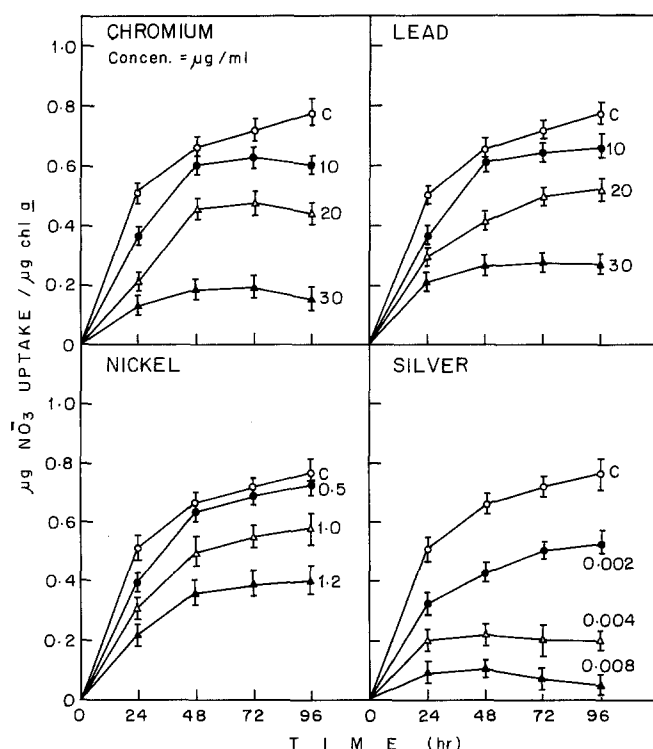 CHROMIUM
Concen. = μg/ml
LEAD
1.0
0.8
0.6
0.4
0.2
0
C
10
20
30
C
10
20
30
μg NO̅3 UPTAKE / μg chl a
NICKEL
SILVER
1.0
0.8
0.6
0.4
0.2
0
C
0.5
1.0
1.2
C
0.002
0.004
0.008
24 48 72 96 0 24 48 72 96
TIME (hr)